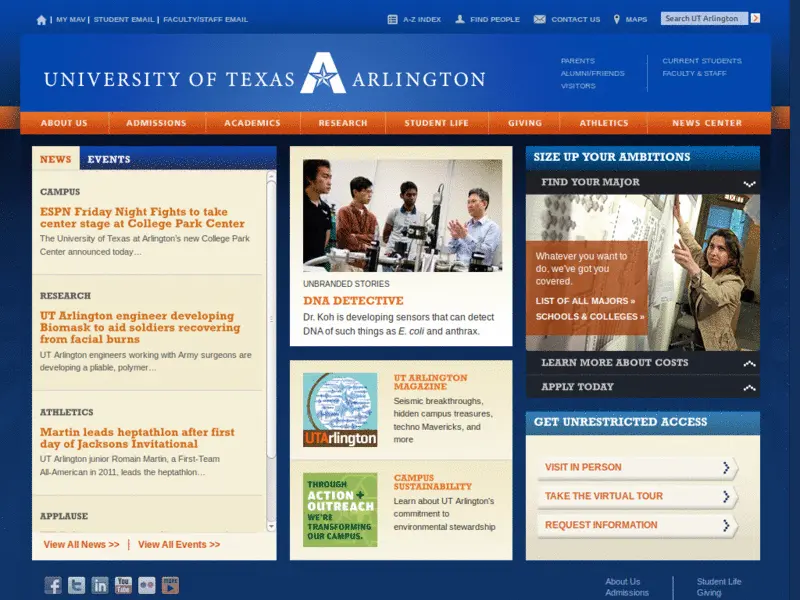 MY MAV | STUDENT EMAIL | FACULTY/STAFF EMAIL
A-Z INDEX FIND PEOPLE CONTACT US MAPS Search UT Arlington
UNIVERSITY OF TEXAS A ARLINGTON
PARENTS
ALUMNI/FRIENDS
VISITORS
CURRENT STUDENTS
FACULTY & STAFF
ABOUT US ADMISSIONS ACADEMICS RESEARCH STUDENT LIFE GIVING ATHLETICS NEWS CENTER
NEWS EVENTS
CAMPUS
ESPN Friday Night Fights to take
center stage at College Park Center
The University of Texas at Arlington's new College Park
Center announced today…
RESEARCH
UT Arlington engineer developing
Biomask to aid soldiers recovering
from facial burns
UT Arlington engineers working with Army surgeons are
developing a pliable, polymer…
ATHLETICS
Martin leads heptathlon after first
day of Jacksons Invitational
UT Arlington junior Romain Martin, a First-Team
All-American in 2011, leads the heptathlon…
APPLAUSE
View All News >> | View All Events >>
UNBRANDED STORIES
DNA DETECTIVE
Dr. Koh is developing sensors that can detect
DNA of such things as E. coli and anthrax.
UTArlington
UT ARLINGTON
MAGAZINE
Seismic breakthroughs,
hidden campus treasures,
techno Mavericks, and
more
THROUGH
ACTION +
OUTREACH
WE'RE
TRANSFORMING
OUR CAMPUS.
CAMPUS
SUSTAINABILITY
Learn about UT Arlington's
commitment to
environmental stewardship
SIZE UP YOUR AMBITIONS
FIND YOUR MAJOR
Whatever you want to
do, we've got you
covered.
LIST OF ALL MAJORS »
SCHOOLS & COLLEGES »
LEARN MORE ABOUT COSTS
APPLY TODAY
GET UNRESTRICTED ACCESS
VISIT IN PERSON
TAKE THE VIRTUAL TOUR
REQUEST INFORMATION
You
Tube
more
About Us
Admissions
Student Life
Giving